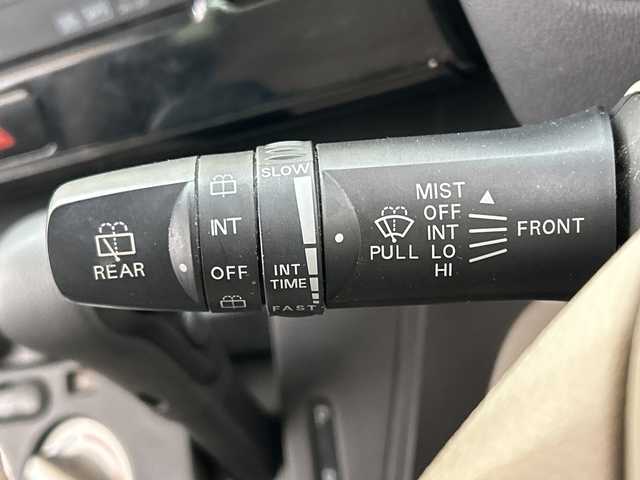 REAR
INT
OFF
SLOW
INT
TIME
FAST
PULL
MIST
OFF
INT
LO
HI
FRONT